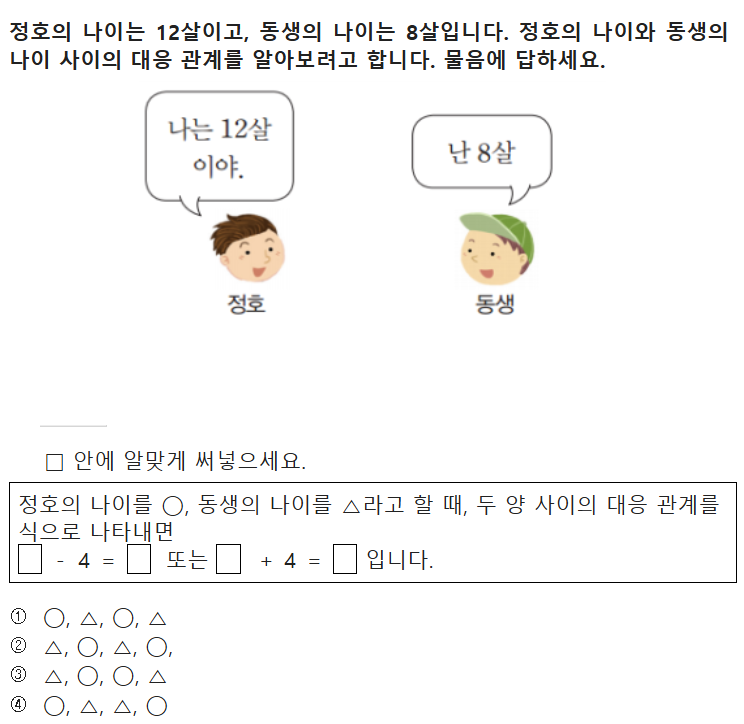 정호의 나이는 12살이고, 동생의 나이는 8살입니다. 정호의 나이와 동생의
나이 사이의 대응 관계를 알아보려고 합니다. 물음에 답하세요.
나는 12살
이야.
난 8살
정호
동생
□ 안에 알맞게 써넣으세요.
정호의 나이를 ○, 동생의 나이를 △라고 할 때, 두 양 사이의 대응 관계를
식으로 나타내면
□ - 4 = □ 또는 □ + 4 = □ 입니다.
① ○, △, ○, △
② △, ○, △, ○,
③ △, ○, ○, △
④ ○, △, △, ○